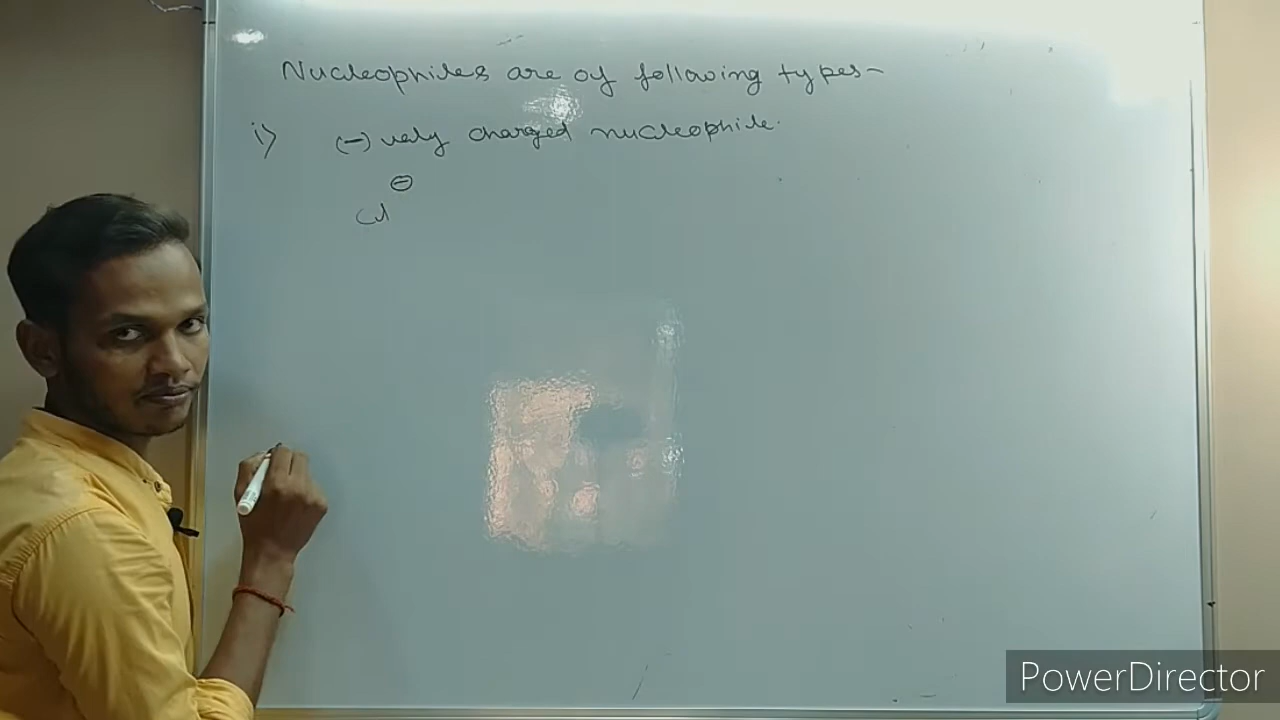 Nucleophiles are of following types-
i) (-) vely charged nucleophile.
⊖
Cl
PowerDirector